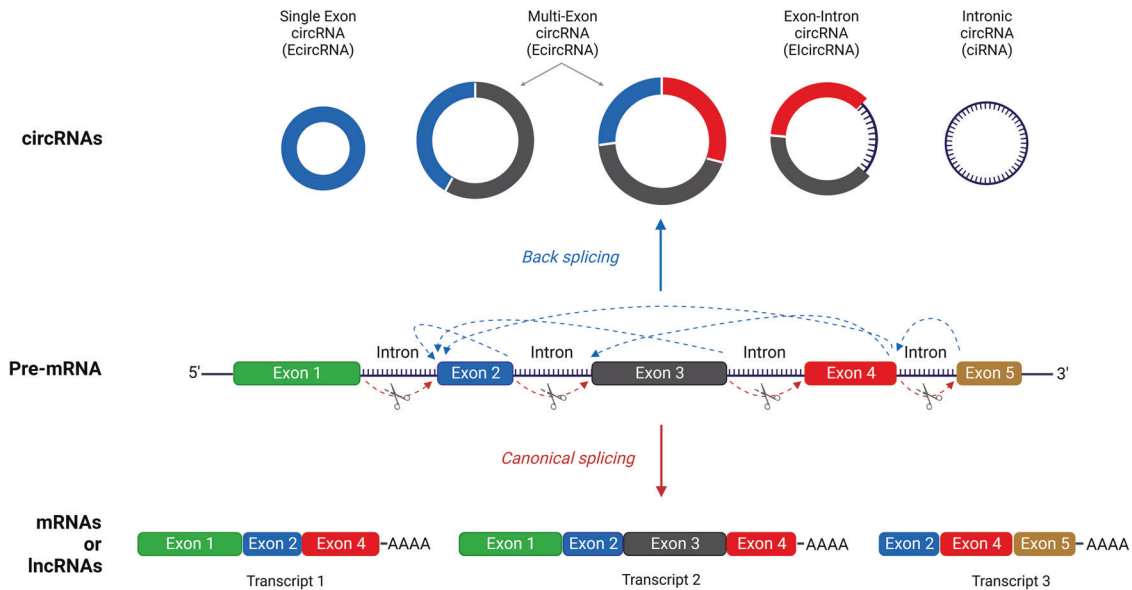 Single Exon
circRNA
(EcircRNA)
Multi-Exon
circRNA
(EcircRNA)
Exon-Intron
circRNA
(EIcircRNA)
Intronic
circRNA
(ciRNA)
circRNAs
Back splicing
Pre-mRNA
5'
Exon 1
Intron
Exon 2
Intron
Exon 3
Intron
Exon 4
Intron
Exon 5
3'
Canonical splicing
mRNAs
or
lncRNAs
Exon 1 Exon 2 Exon 4 -AAAA
Exon 1 Exon 2 Exon 3 Exon 4 -AAAA
Exon 2 Exon 4 Exon 5 -AAAA
Transcript 1
Transcript 2
Transcript 3